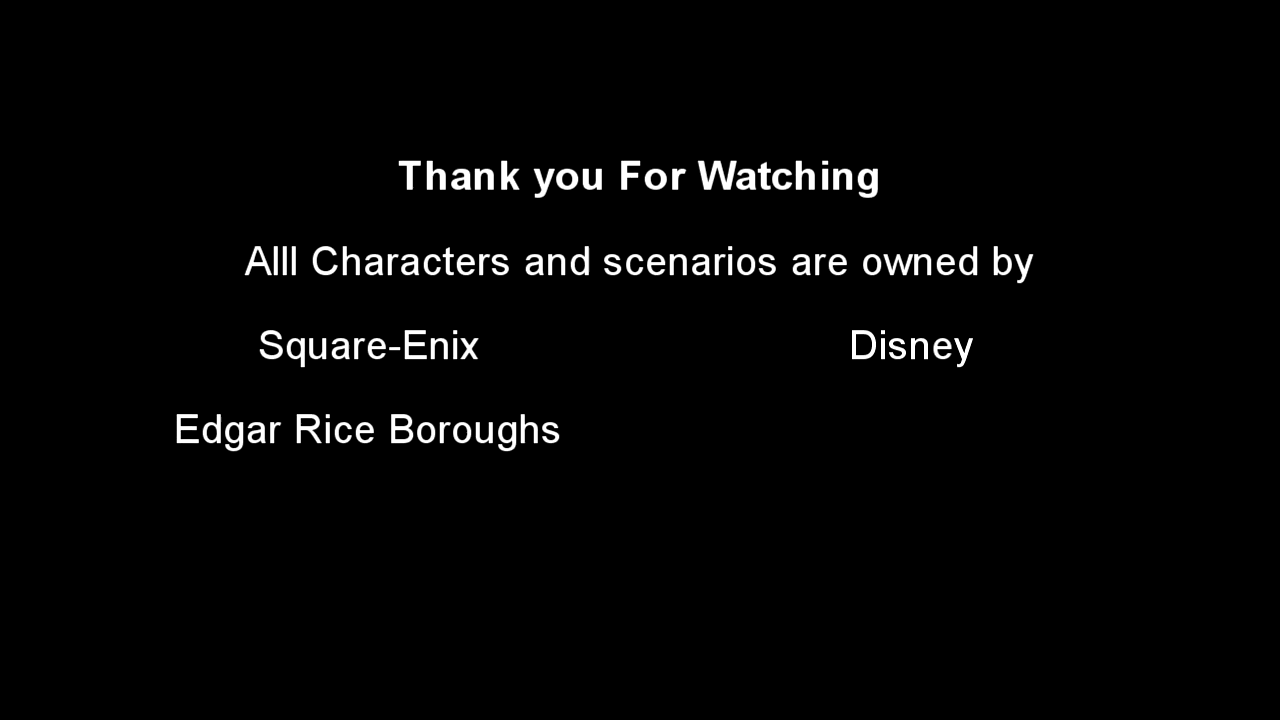 Thank you For Watching
Alll Characters and scenarios are owned by
Square-Enix Disney
Edgar Rice Boroughs